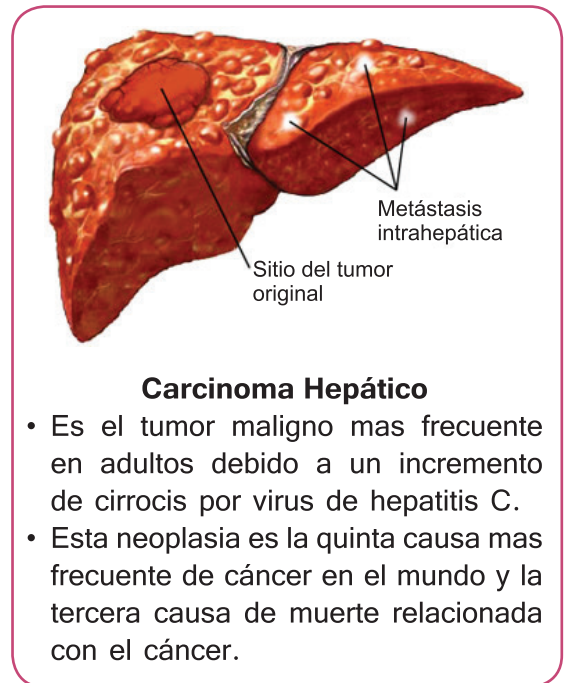 Metástasis
intrahepática
Sitio del tumor
original
Carcinoma Hepático
• Es el tumor maligno mas frecuente
en adultos debido a un incremento
de cirrocis por virus de hepatitis C.
• Esta neoplasia es la quinta causa mas
frecuente de cáncer en el mundo y la
tercera causa de muerte relacionada
con el cáncer.